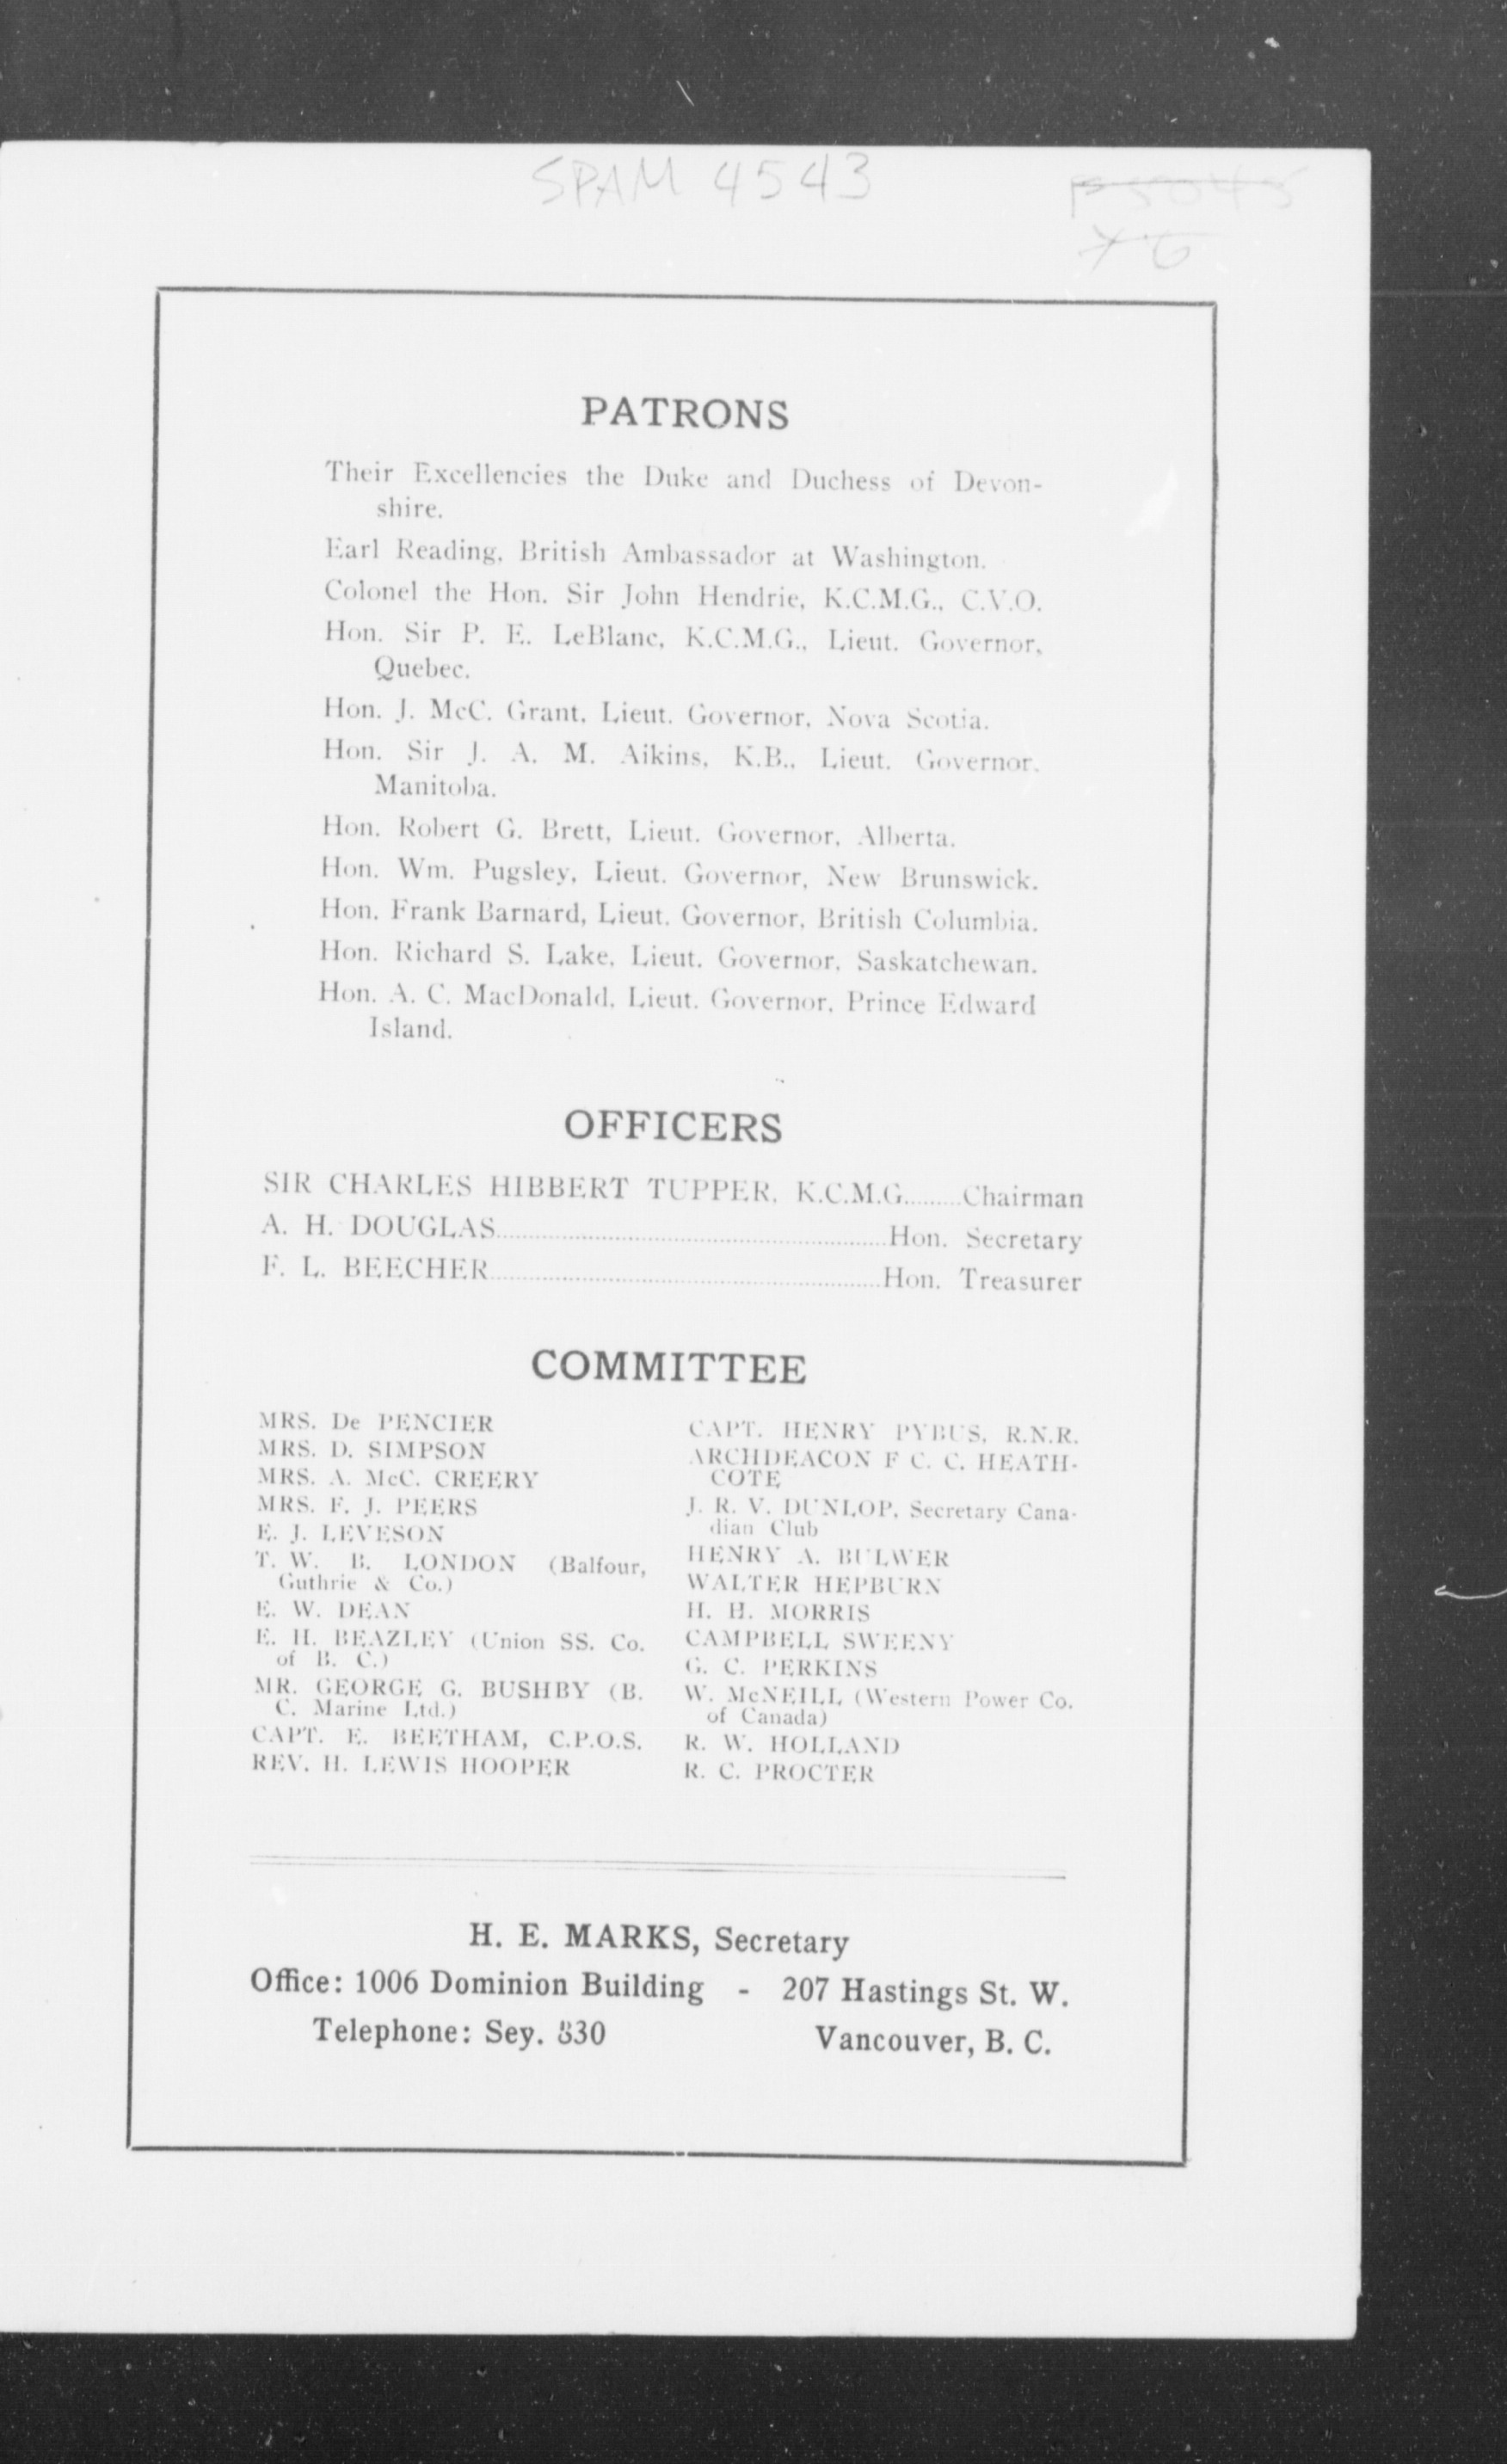 SPAM 4543
PATRONS
Their Excellencies the Duke and Duchess of Devon-
shire.
Earl Reading, British Ambassador at Washington.
Colonel the Hon. Sir John Hendrie, K.C.M.G., C.V.O.
Hon. Sir P. E. LeBlanc, K.C.M.G., Lieut. Governor,
Quebec.
Hon. J. McC. Grant, Lieut. Governor, Nova Scotia.
Hon. Sir J. A. M. Aikins, K.B., Lieut. Governor,
Manitoba.
Hon. Robert G. Brett, Lieut. Governor, Alberta.
Hon. Wm. Pugsley, Lieut. Governor, New Brunswick.
Hon. Frank Barnard, Lieut. Governor, British Columbia.
Hon. Richard S. Lake, Lieut. Governor, Saskatchewan.
Hon. A. C. MacDonald, Lieut. Governor, Prince Edward
Island.
OFFICERS
SIR CHARLES HIBBERT TUPPER, K.C.M.G.........Chairman
A. H. DOUGLAS........................Hon. Secretary
F. L. BEECHER........................Hon. Treasurer
COMMITTEE
MRS. De PENCIER
MRS. D. SIMPSON
MRS. A. McC. CREERY
MRS. F. J. PEERS
E. J. LEVESON
T. W. B. LONDON (Balfour,
Guthrie & Co.)
E. W. DEAN
E. H. BEAZLEY (Union SS. Co.
of B. C.)
MR. GEORGE G. BUSHBY (B.
C. Marine Ltd.)
CAPT. E. BEETHAM, C.P.O.S.
REV. H. LEWIS HOOPER
CAPT. HENRY PYBUS, R.N.R.
ARCHDEACON F C. C. HEATH-
COTE
J. R. V. DUNLOP, Secretary Cana-
dian Club
HENRY A. BULWER
WALTER HEPBURN
H. H. MORRIS
CAMPBELL SWEENY
G. C. PERKINS
W. McNEILL (Western Power Co.
of Canada)
R. W. HOLLAND
R. C. PROCTER
H. E. MARKS, Secretary
Office: 1006 Dominion Building - 207 Hastings St. W.
Telephone: Sey. 330
Vancouver, B. C.